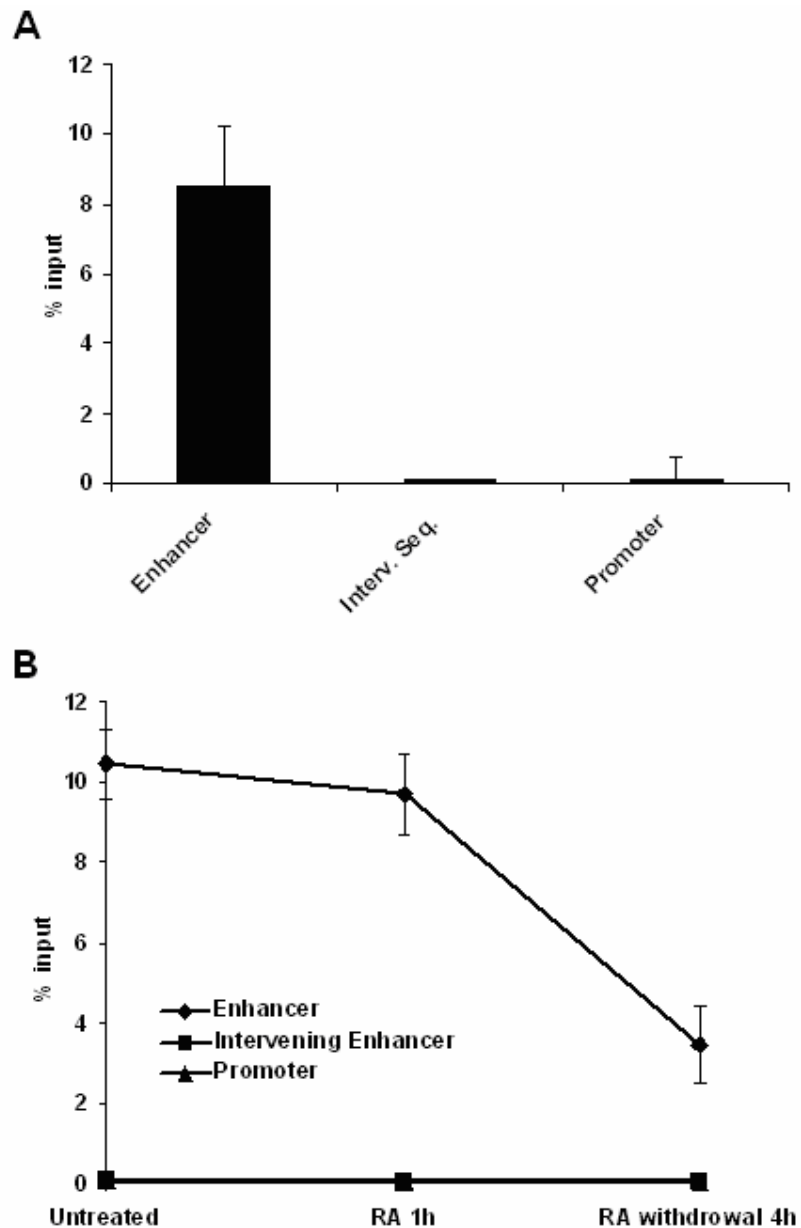 A
12
10
8
6
4
2
0
% input
Enhancer
Interv. Seq.
Promoter
B
12
10
8
6
4
2
0
% input
Enhancer
Intervening Enhancer
Promoter
Untreated RA 1h RA withdrowal 4h